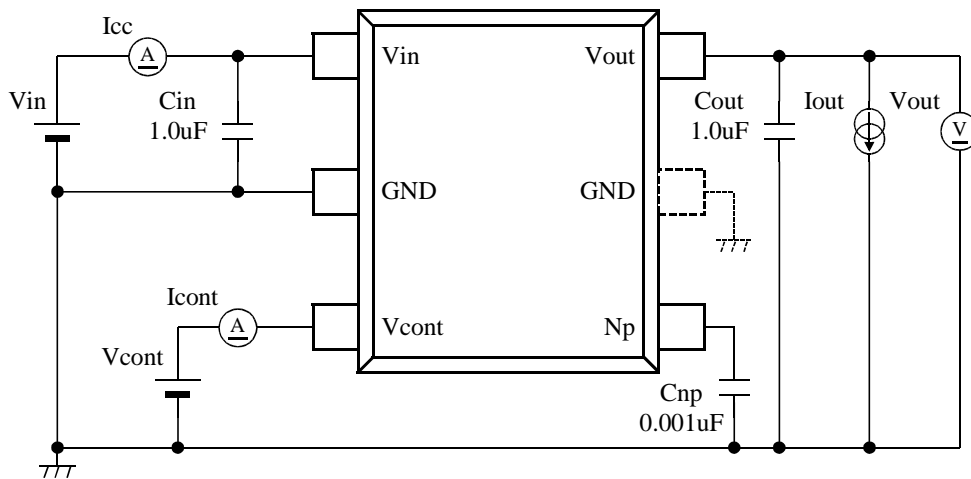 Icc
A
Vin
Vout
Vin
Cin
1.0uF
Cout
1.0uF
Iout
Vout
V
GND
GND
Icont
A
Vcont
Np
Vcont
Cnp
0.001uF